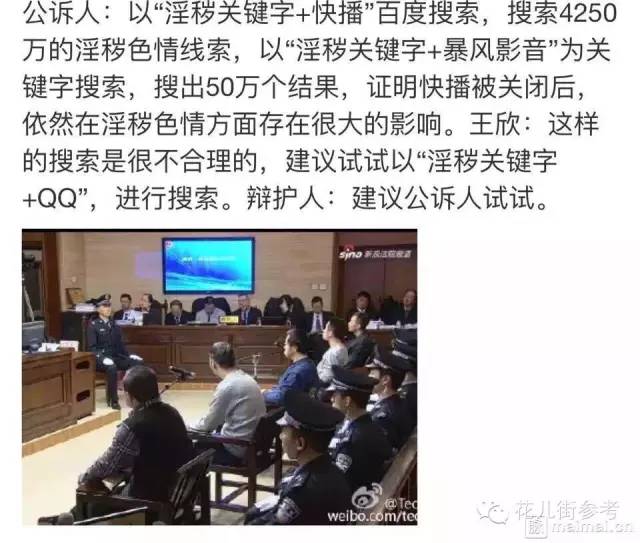 公诉人：以“淫秽关键字+快播”百度搜索，搜索4250
万的淫秽色情线索，以“淫秽关键字+暴风影音”为关
键字搜索，搜出50万个结果，证明快播被关闭后，
依然在淫秽色情方面存在很大的影响。王欣：这样
的搜索是很不合理的，建议试试以“淫秽关键字
+QQ”，进行搜索。辩护人：建议公诉人试试。
sina 新浪法院频道
@Tec
weibo.com/tec
花儿街参考
脉 maimai.cn